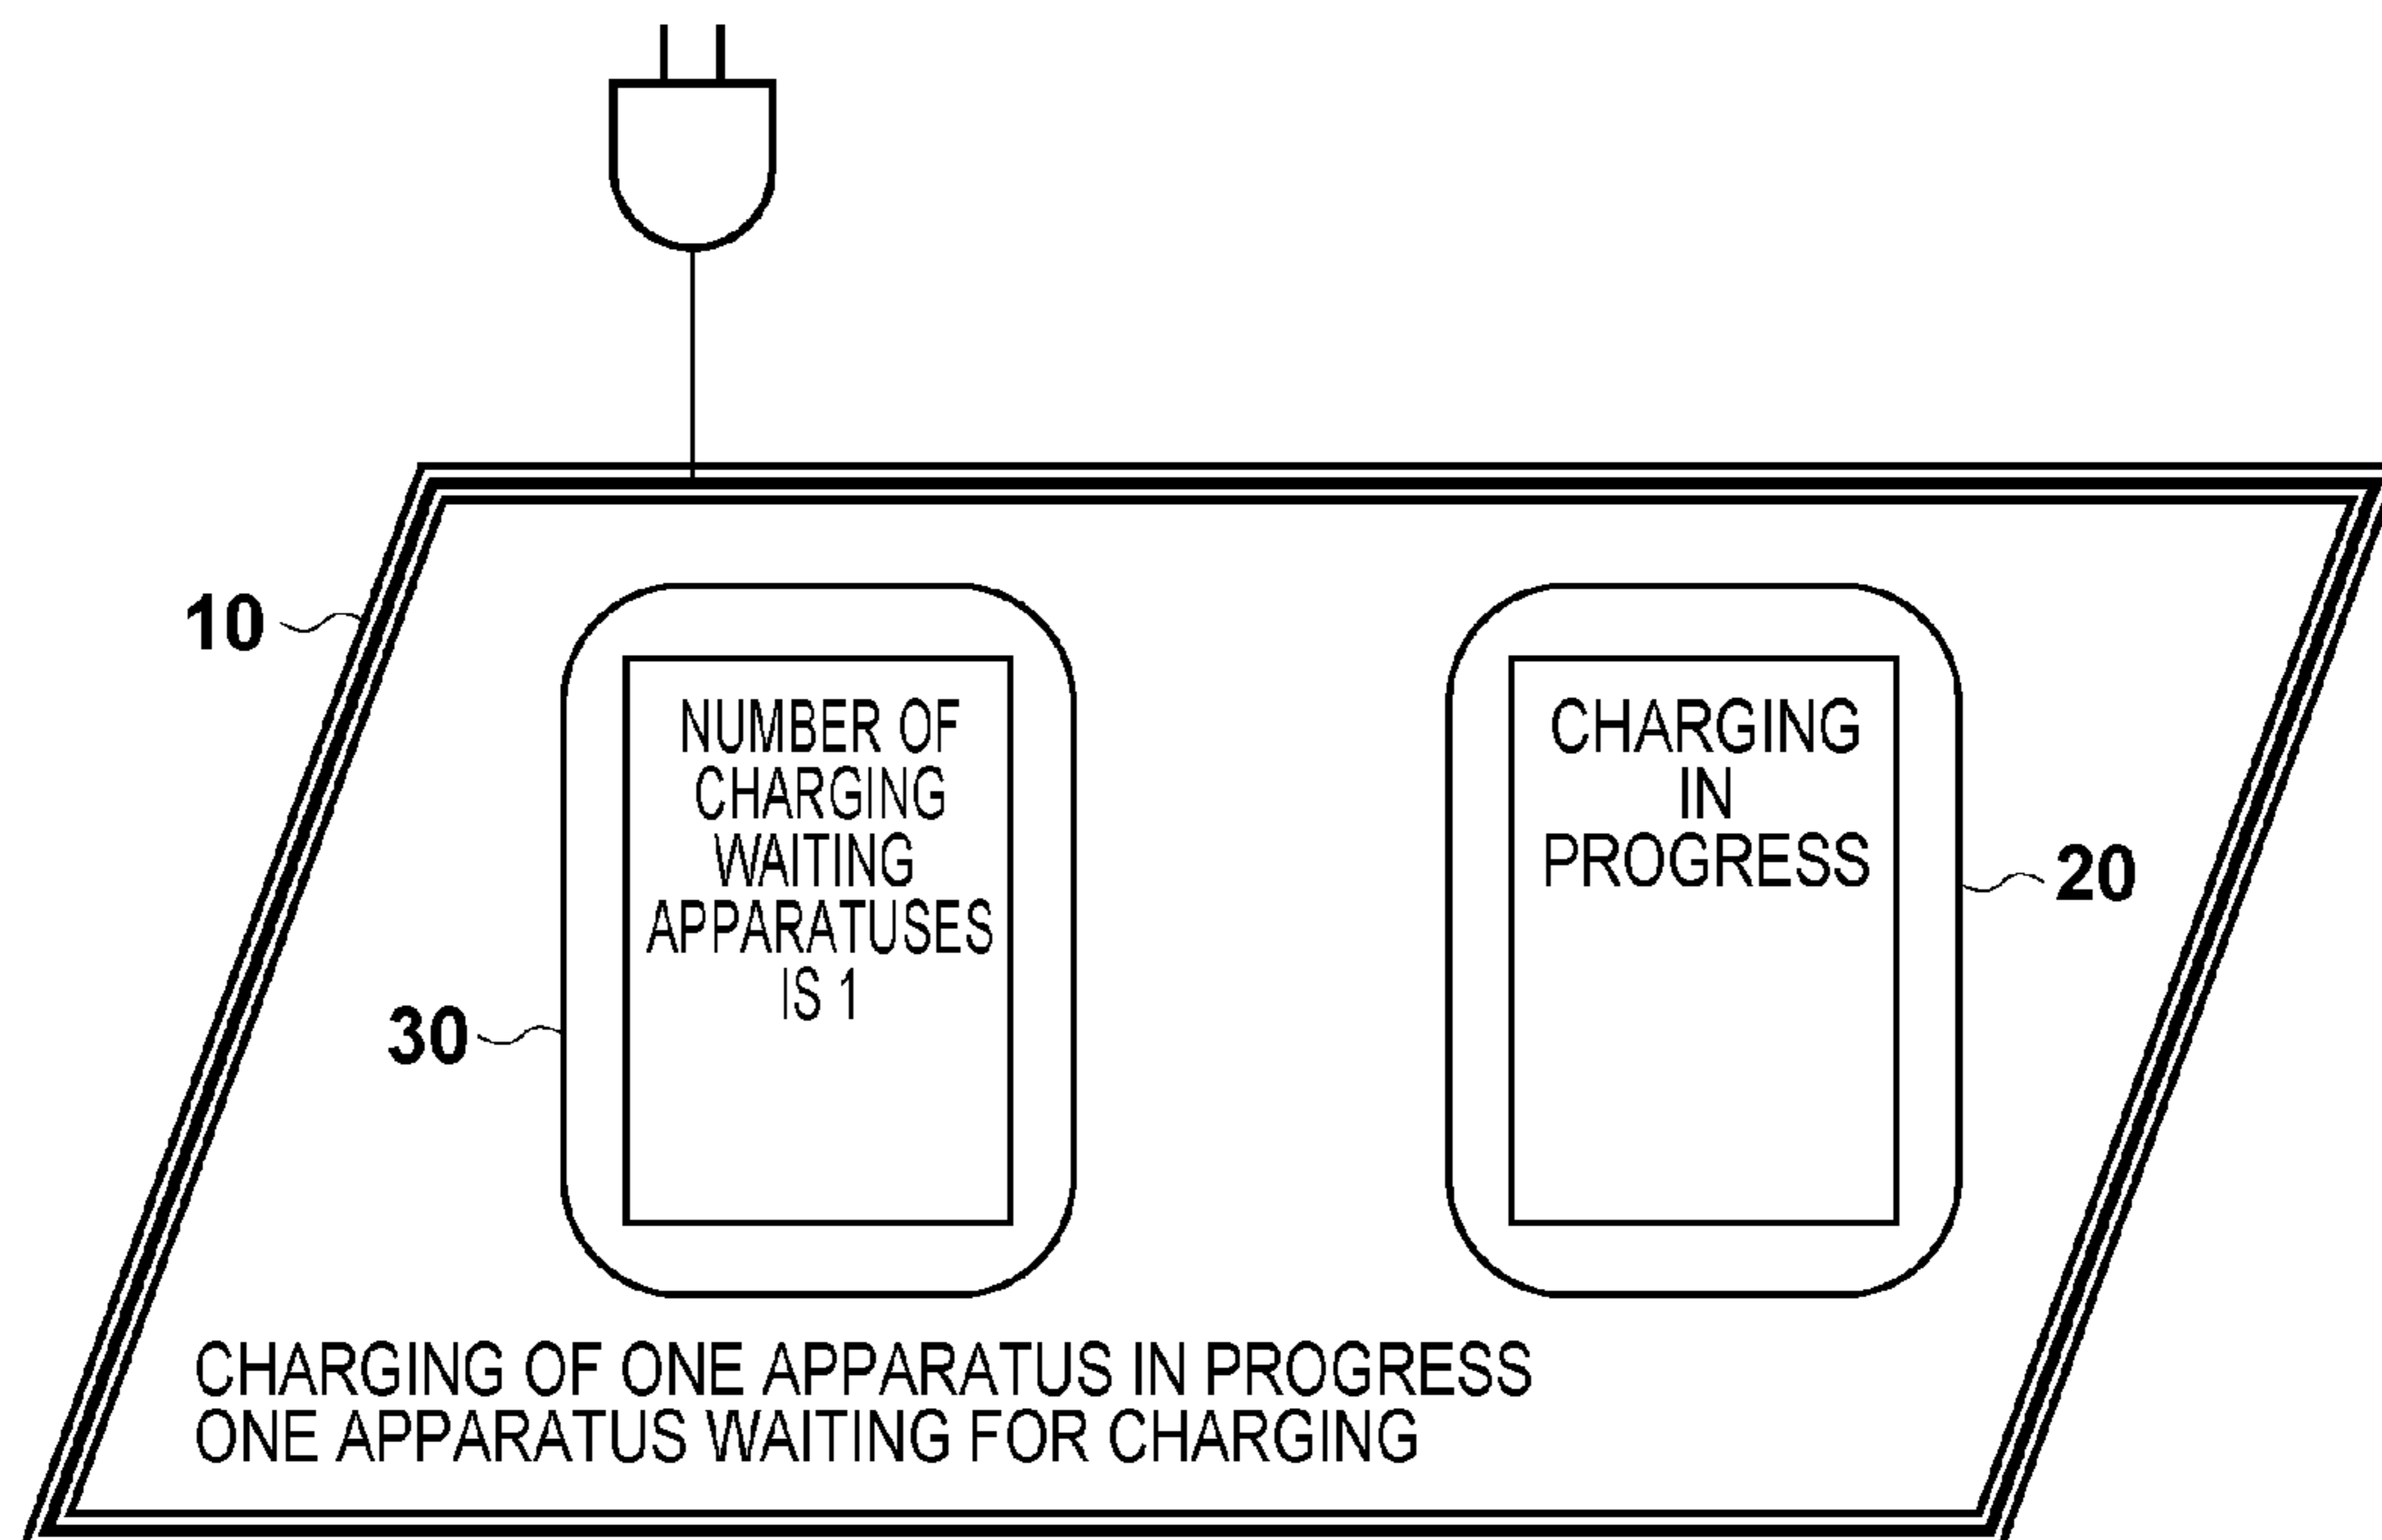 10
NUMBER OF
CHARGING
WAITING
APPARATUSES
IS 1
30
CHARGING
IN
PROGRESS
20
CHARGING OF ONE APPARATUS IN PROGRESS
ONE APPARATUS WAITING FOR CHARGING